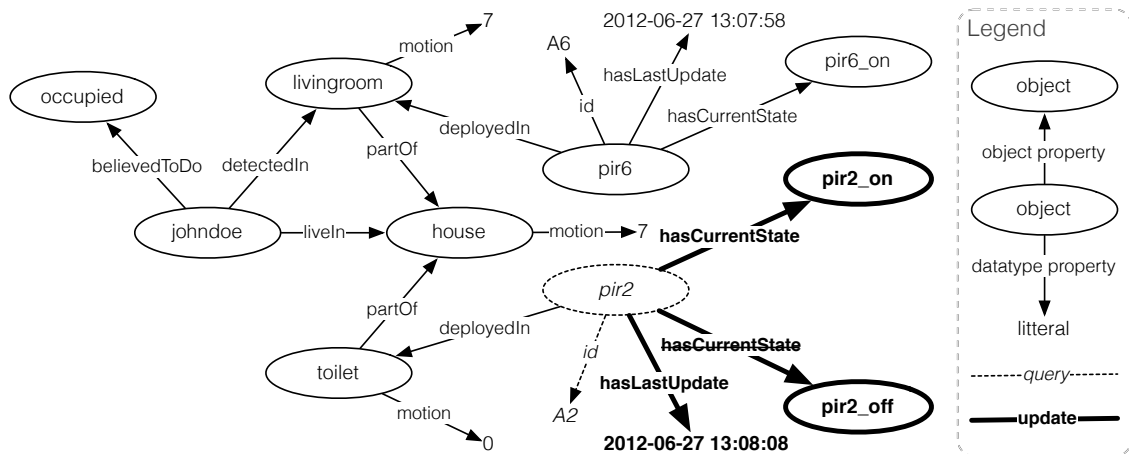 7
2012-06-27 13:07:58
Legend
motion
A6
pir6_on
livingroom
hasLastUpdate
object
occupied
id
hasCurrentState
deployedIn
partOf
object property
believedToDo
detectedIn
pir6
pir2_on
object
johndoe
liveIn
house
motion
7
hasCurrentState
datatype property
pir2
partOf
deployedIn
litteral
hasCurrentState
id
toilet
hasLastUpdate
query
motion
A2
pir2_off
update
0
2012-06-27 13:08:08